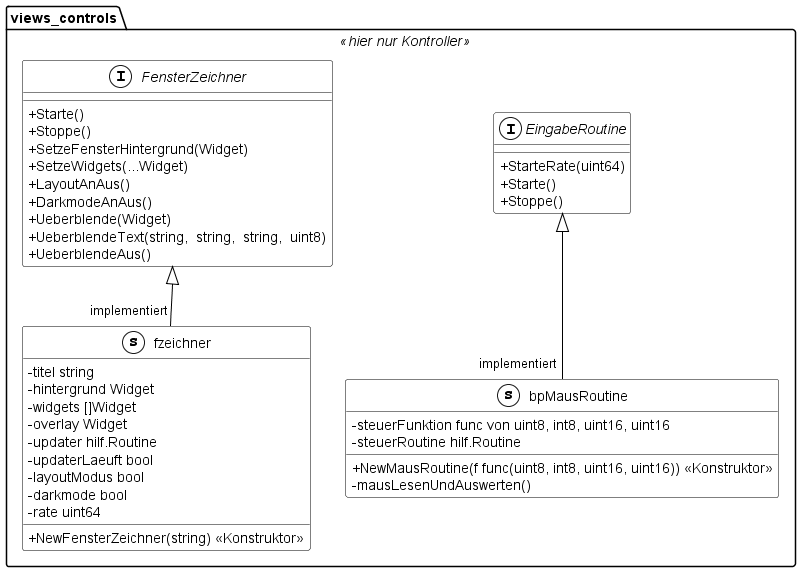 views_controls
«hier nur Kontroller»
I FensterZeichner
+Starte()
+Stoppe()
+SetzeFensterHintergrund(Widget)
+SetzeWidgets(...Widget)
+LayoutAnAus()
+DarkmodeAnAus()
+Ueberblende(Widget)
+UeberblendeText(string, string, string, uint8)
+UeberblendeAus()
I EingabeRoutine
+StarteRate(uint64)
+Starte()
+Stoppe()
implementiert
implementiert
S fzeichner
-titel string
-hintergrund Widget
-widgets []Widget
-overlay Widget
-updater hilf.Routine
-updaterLaeuft bool
-layoutModus bool
-darkmode bool
-rate uint64
+NewFensterZeichner(string) «Konstruktor»
S bpMausRoutine
-steuerFunktion func von uint8, int8, uint16, uint16
-steuerRoutine hilf.Routine
+NewMausRoutine(f func(uint8, int8, uint16, uint16)) «Konstruktor»
-mausLesenUndAuswerten()